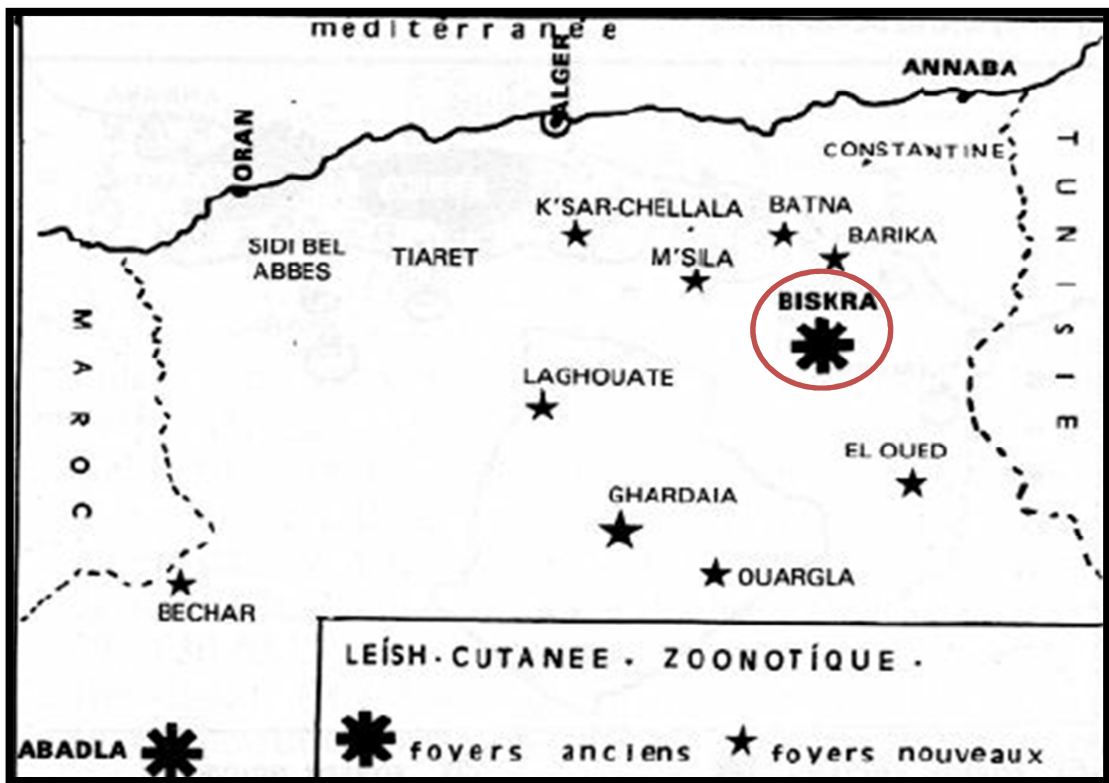 mediterranee
ALGER
ANNABA
ORAN
CONSTANTINE
TUNISIE
K'SAR-CHELLALA
BATNA
SIDI BEL
ABBES
TIARET
M'SILA
BARIKA
BISKRA
MAROC
LAGHOUATE
EL OUED
GHARDAIA
OUARGLA
BECHAR
LEÍSH·CUTANEE· ZOONOTÍQUE·
ABADLA
foyers anciens
foyers nouveaux